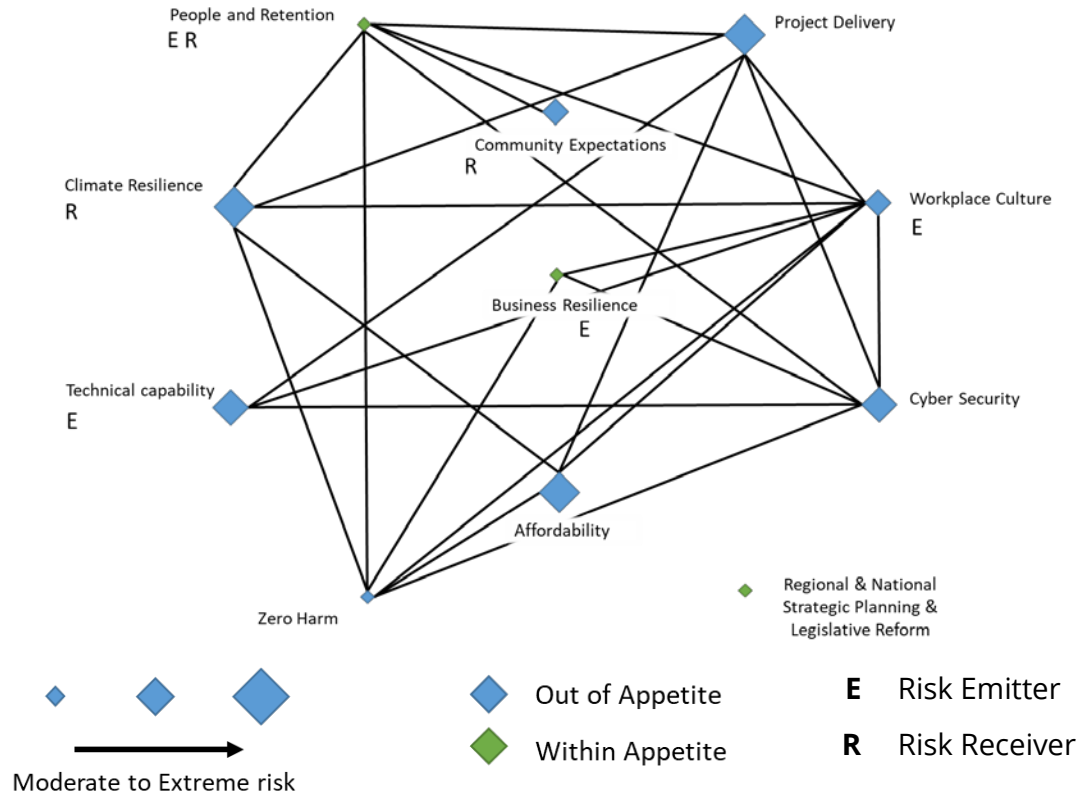 People and Retention
E R
Project Delivery
Community Expectations
R
Climate Resilience
R
Workplace Culture
E
Business Resilience
E
Technical capability
E
Cyber Security
Affordability
Zero Harm
Regional & National
Strategic Planning &
Legislative Reform
Moderate to Extreme risk
Out of Appetite
Within Appetite
E Risk Emitter
R Risk Receiver